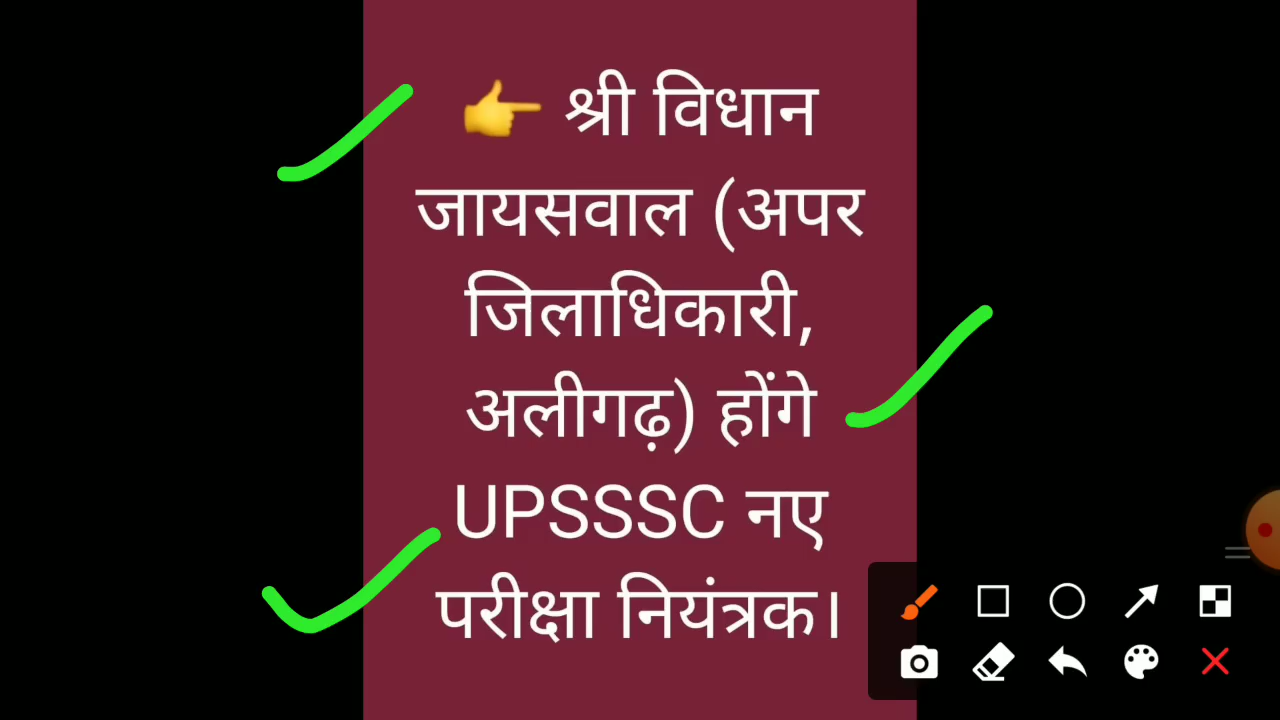 👉 श्री विधान
जायसवाल (अपर
जिलाधिकारी,
अलीगढ़) होंगे
UPSSSC नए
परीक्षा नियंत्रक।